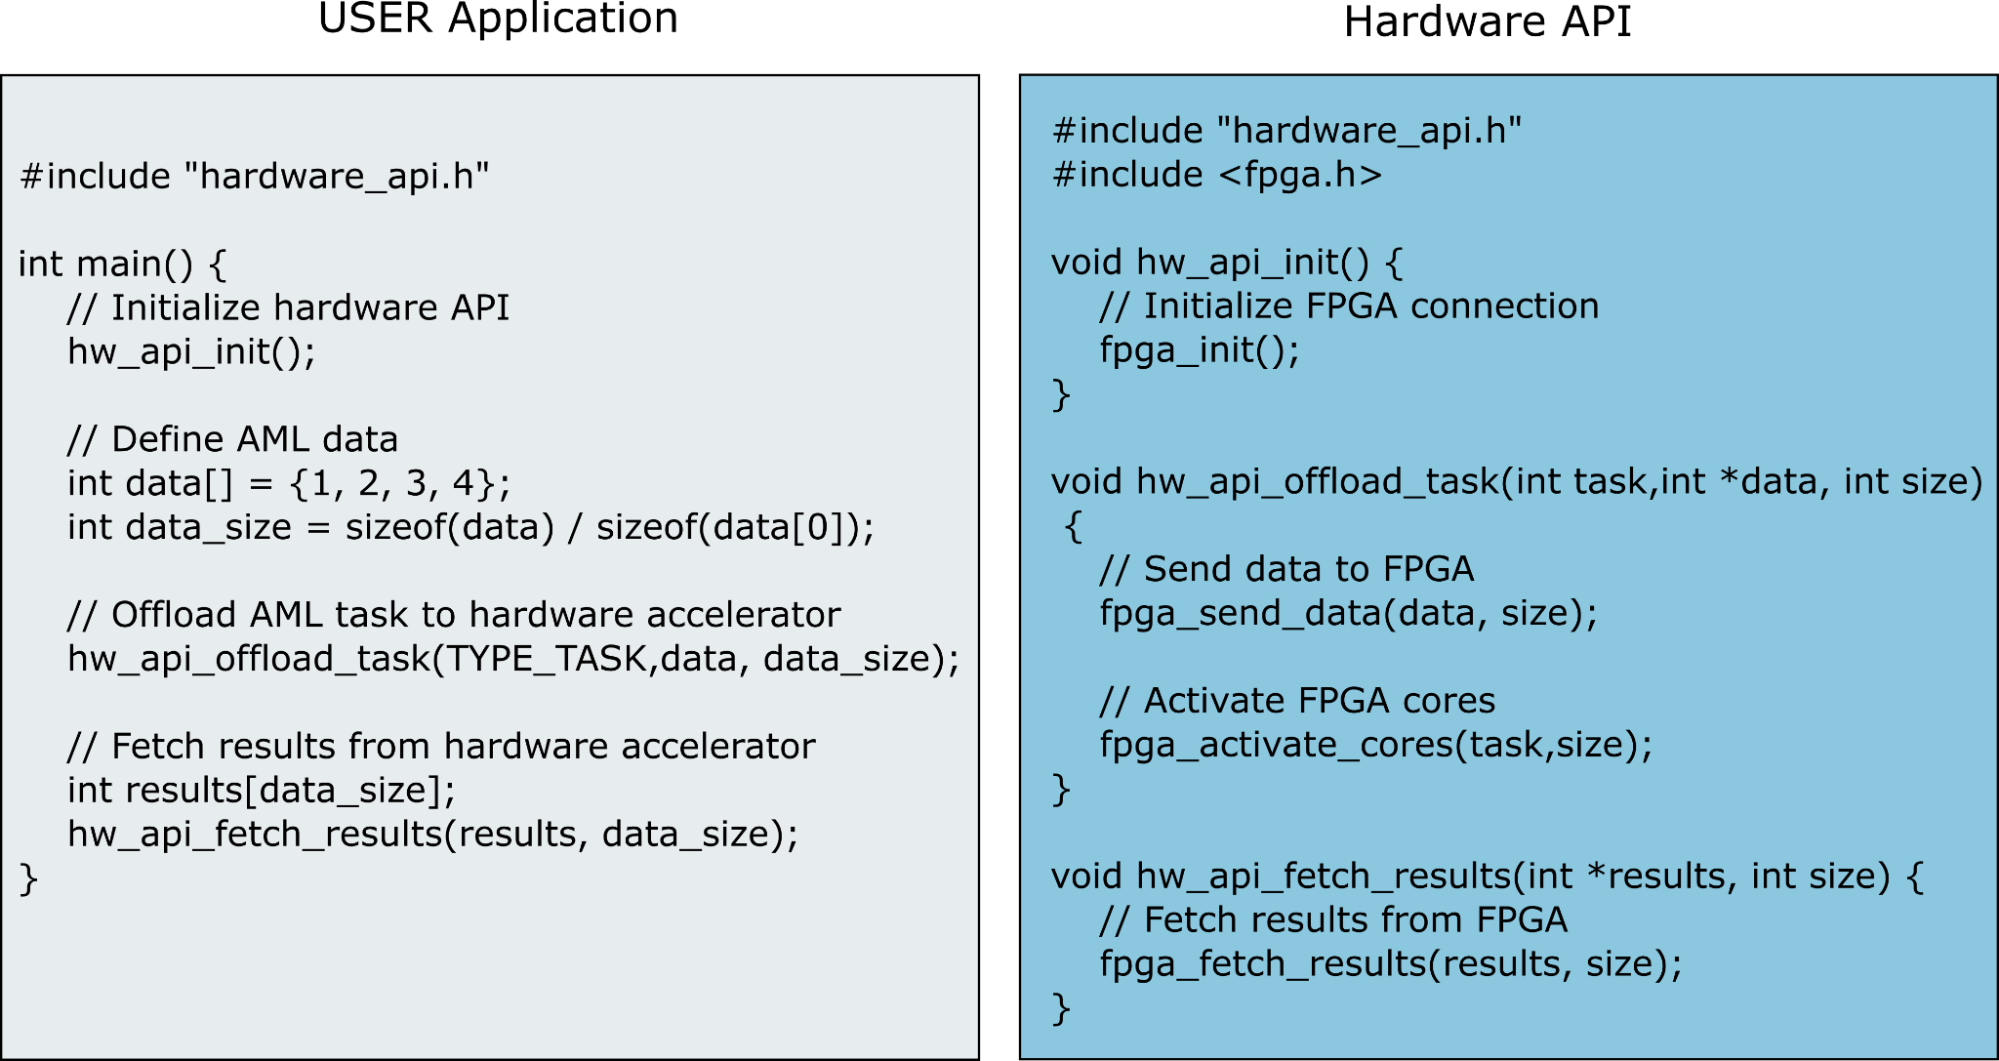 USER Application
#include "hardware_api.h"
int main() {
// Initialize hardware API
hw_api_init();
// Define AML data
int data[] = {1, 2, 3, 4};
int data_size = sizeof(data) / sizeof(data[0]);
// Offload AML task to hardware accelerator
hw_api_offload_task(TYPE_TASK,data, data_size);
// Fetch results from hardware accelerator
int results[data_size];
hw_api_fetch_results(results, data_size);
}
Hardware API
#include "hardware_api.h"
#include <fpga.h>
void hw_api_init() {
// Initialize FPGA connection
fpga_init();
}
void hw_api_offload_task(int task,int *data, int size)
{
// Send data to FPGA
fpga_send_data(data, size);
// Activate FPGA cores
fpga_activate_cores(task,size);
}
void hw_api_fetch_results(int *results, int size) {
// Fetch results from FPGA
fpga_fetch_results(results, size);
}